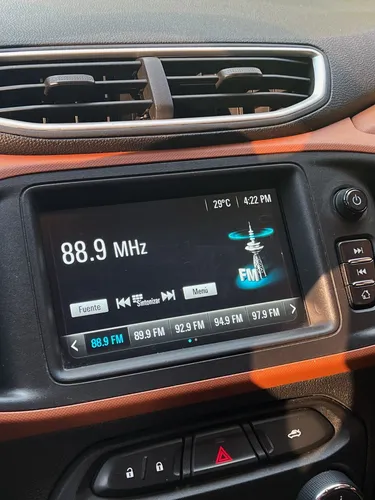 29°C 4:22 PM
88.9 MHz
FM
Fuente Sintonizar Menú
88.9 FM 89.9 FM 92.9 FM 94.9 FM 97.9 FM